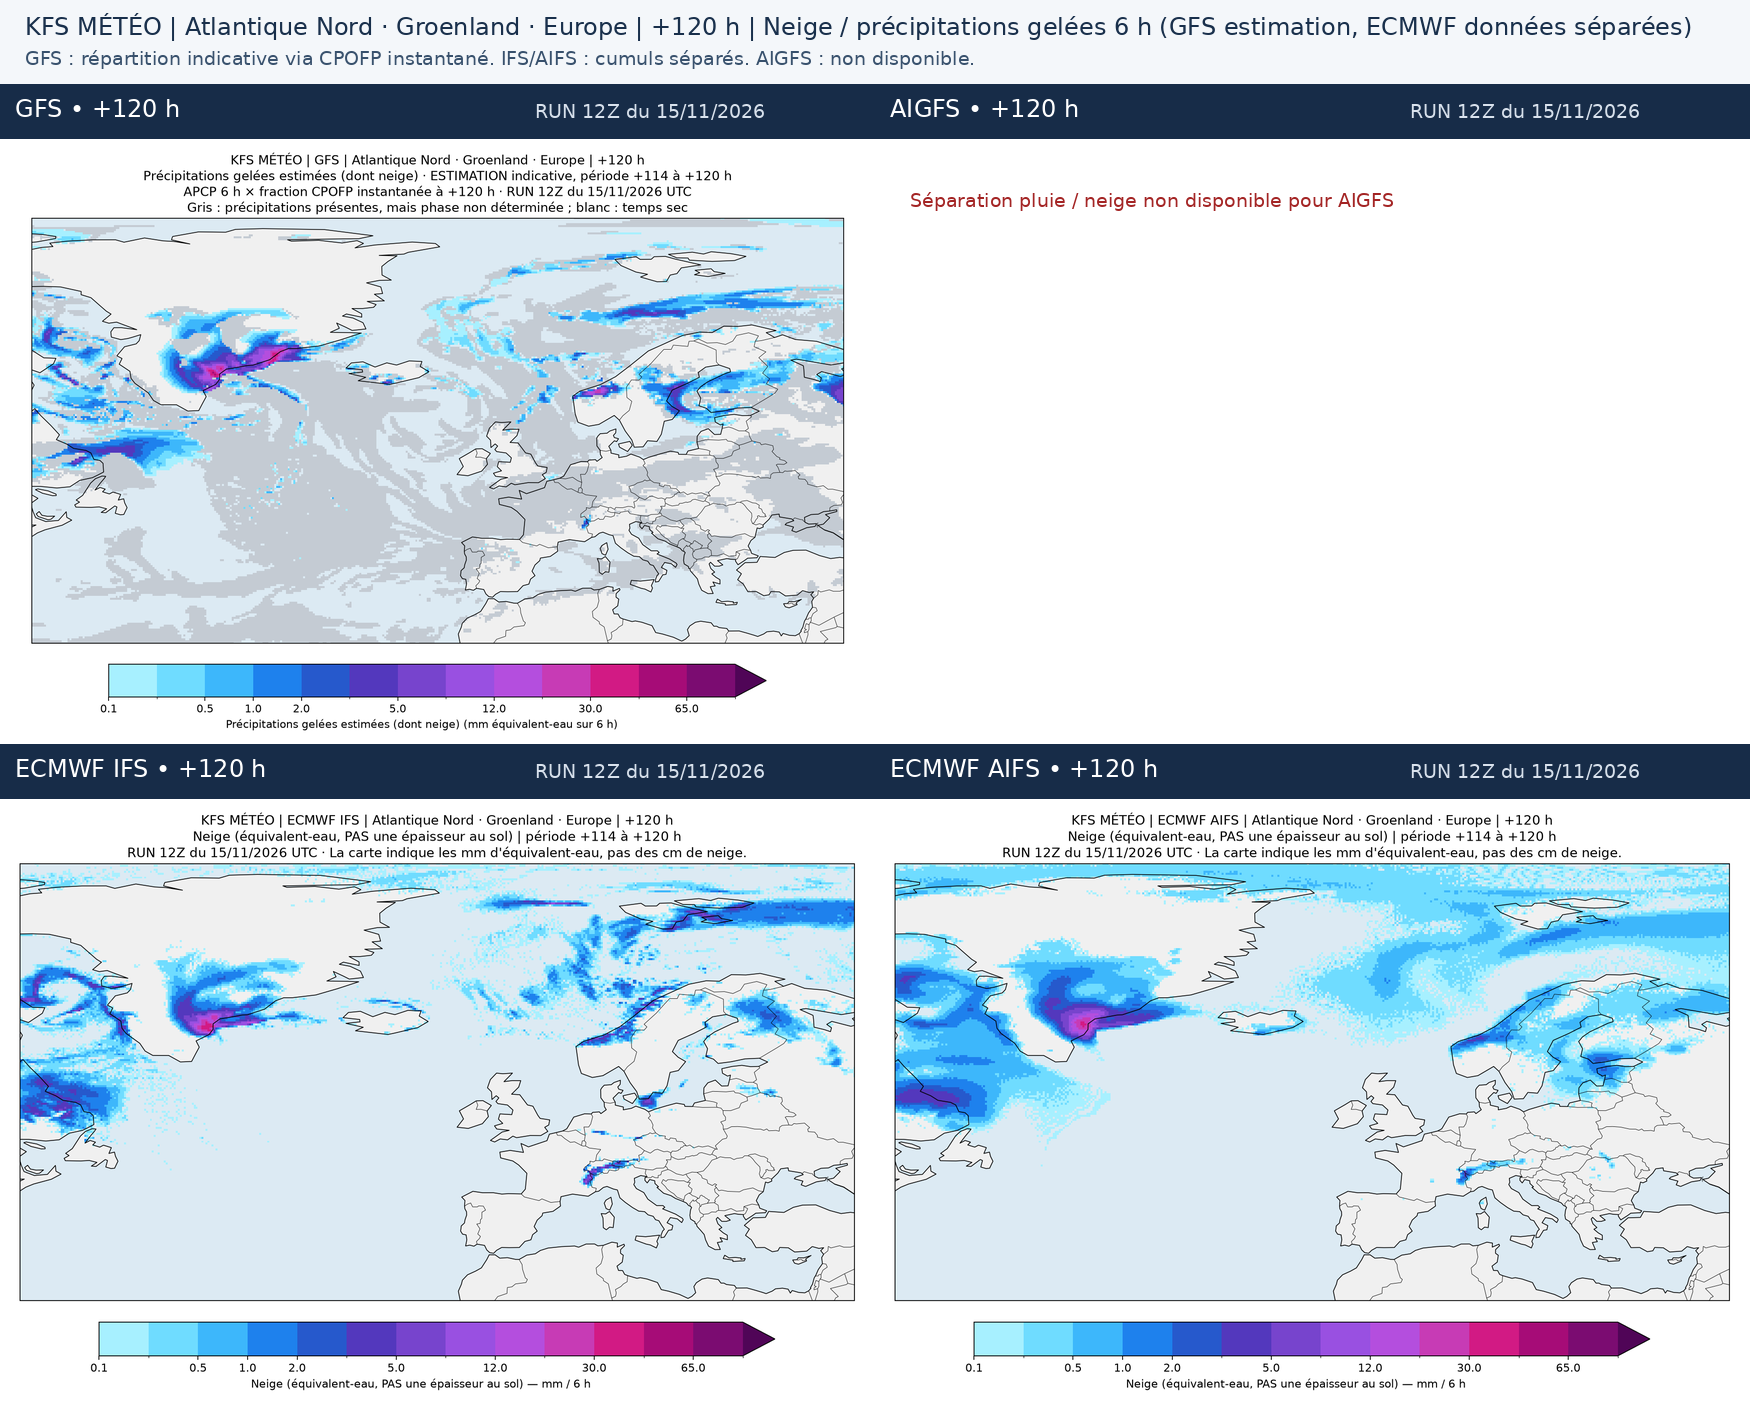 KFS MÉTÉO | Atlantique Nord · Groenland · Europe | +120 h | Neige / précipitations gelées 6 h (GFS estimation, ECMWF données séparées)
GFS : répartition indicative via CPOFP instantané. IFS/AIFS : cumuls séparés. AIGFS : non disponible.
GFS • +120 h
RUN 12Z du 15/11/2026
AIGFS • +120 h
RUN 12Z du 15/11/2026
KFS MÉTÉO | GFS | Atlantique Nord · Groenland · Europe | +120 h
Précipitations gelées estimées (dont neige) · ESTIMATION indicative, période +114 à +120 h
APCP 6 h × fraction CPOFP instantanée à +120 h · RUN 12Z du 15/11/2026 UTC
Gris : précipitations présentes, mais phase non déterminée ; blanc : temps sec
Séparation pluie / neige non disponible pour AIGFS
0.1 0.5 1.0 2.0 5.0 12.0 30.0 65.0
Précipitations gelées estimées (dont neige) (mm équivalent-eau sur 6 h)
ECMWF IFS • +120 h
RUN 12Z du 15/11/2026
ECMWF AIFS • +120 h
RUN 12Z du 15/11/2026
KFS MÉTÉO | ECMWF IFS | Atlantique Nord · Groenland · Europe | +120 h
Neige (équivalent-eau, PAS une épaisseur au sol) | période +114 à +120 h
RUN 12Z du 15/11/2026 UTC · La carte indique les mm d'équivalent-eau, pas des cm de neige.
KFS MÉTÉO | ECMWF AIFS | Atlantique Nord · Groenland · Europe | +120 h
Neige (équivalent-eau, PAS une épaisseur au sol) | période +114 à +120 h
RUN 12Z du 15/11/2026 UTC · La carte indique les mm d'équivalent-eau, pas des cm de neige.
0.1 0.5 1.0 2.0 5.0 12.0 30.0 65.0
Neige (équivalent-eau, PAS une épaisseur au sol) — mm / 6 h
0.1 0.5 1.0 2.0 5.0 12.0 30.0 65.0
Neige (équivalent-eau, PAS une épaisseur au sol) — mm / 6 h